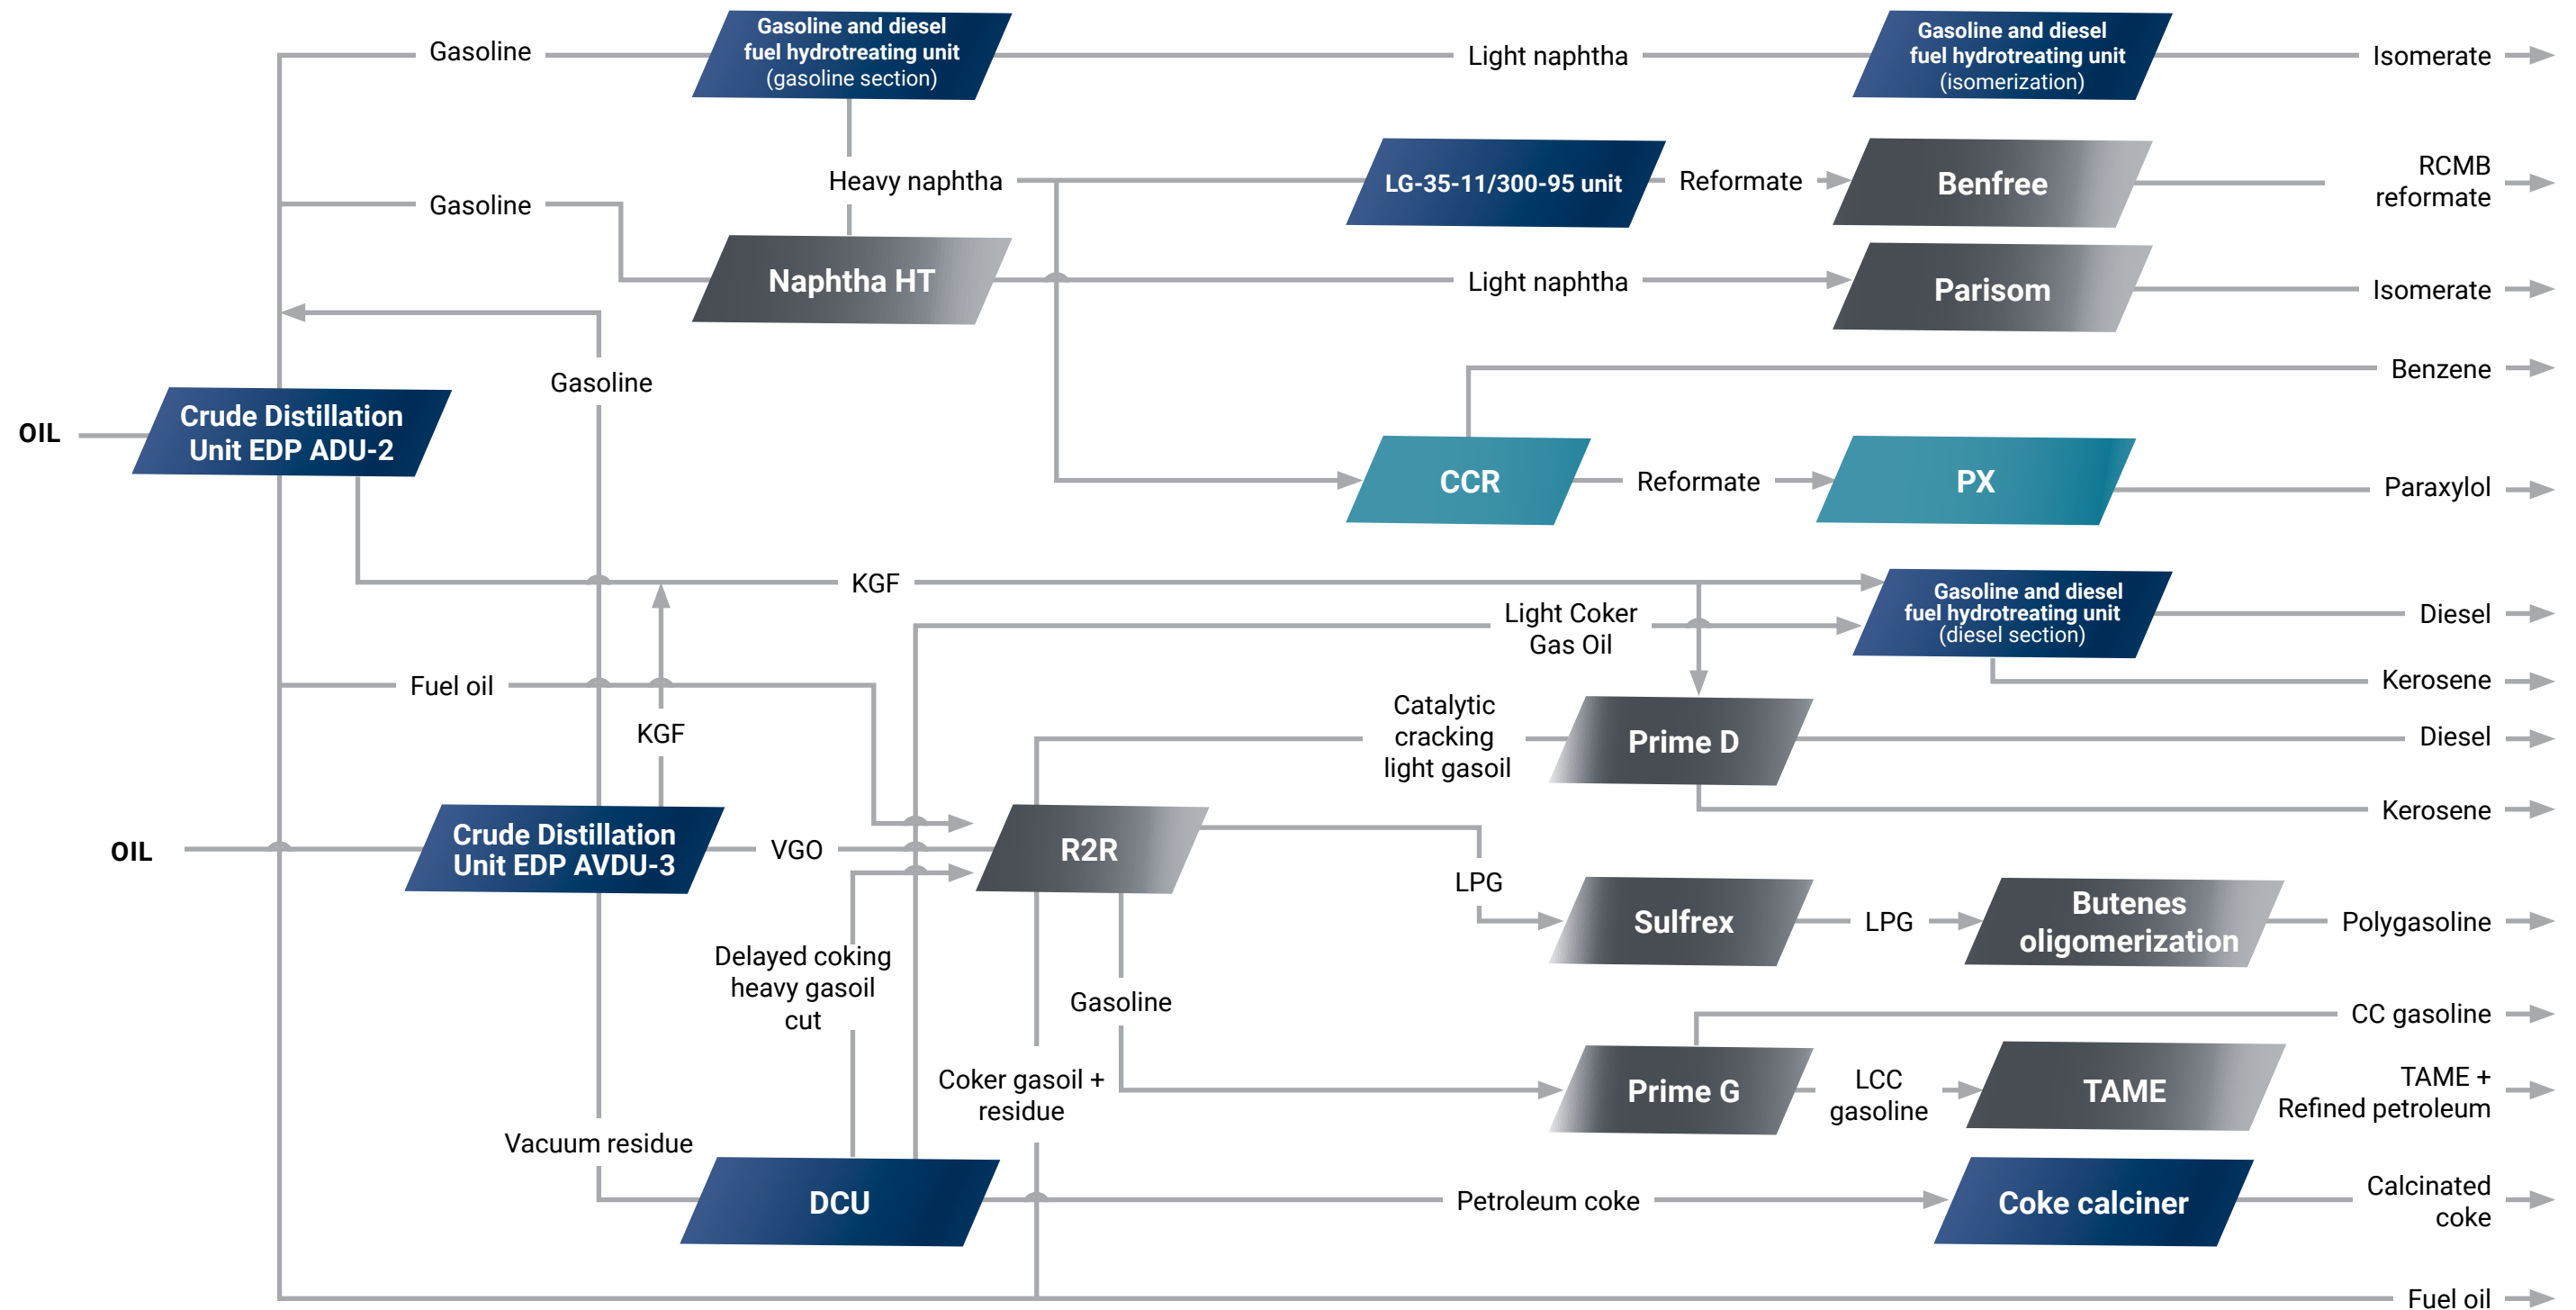 Gasoline
Gasoline and diesel
fuel hydrotreating unit
(gasoline section)
Light naphtha
Gasoline and diesel
fuel hydrotreating unit
(isomerization)
Isomerate
Heavy naphtha
LG-35-11/300-95 unit
Reformate
Benfree
RCMB
reformate
Gasoline
Naphtha HT
Light naphtha
Parisom
Isomerate
Gasoline
Benzene
OIL
Crude Distillation
Unit EDP ADU-2
CCR
Reformate
PX
Paraxylol
KGF
Gasoline and diesel
fuel hydrotreating unit
(diesel section)
Diesel
Light Coker
Gas Oil
Kerosene
Fuel oil
KGF
Catalytic
cracking
light gasoil
Prime D
Diesel
Kerosene
OIL
Crude Distillation
Unit EDP AVDU-3
VGO
R2R
LPG
Sulfrex
LPG
Butenes
oligomerization
Polygasoline
Delayed coking
heavy gasoil
cut
Gasoline
CC gasoline
Coker gasoil +
residue
Prime G
LCC
gasoline
TAME
TAME +
Refined petroleum
Vacuum residue
DCU
Petroleum coke
Coke calciner
Calcinated
coke
Fuel oil